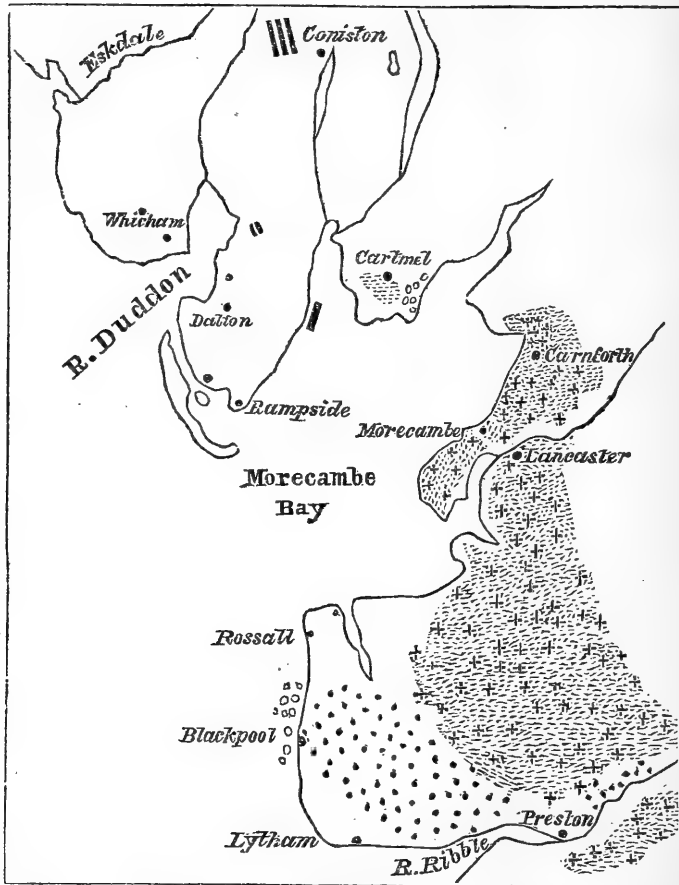 Eskdale
Coniston
Whicham
Cartmel
R. Duddon
Dalton
Carnforth
Rampside
Morecambe
Lancaster
Morecambe
Bay
Rossall
Blackpool
Preston
Lytham
R. Ribble